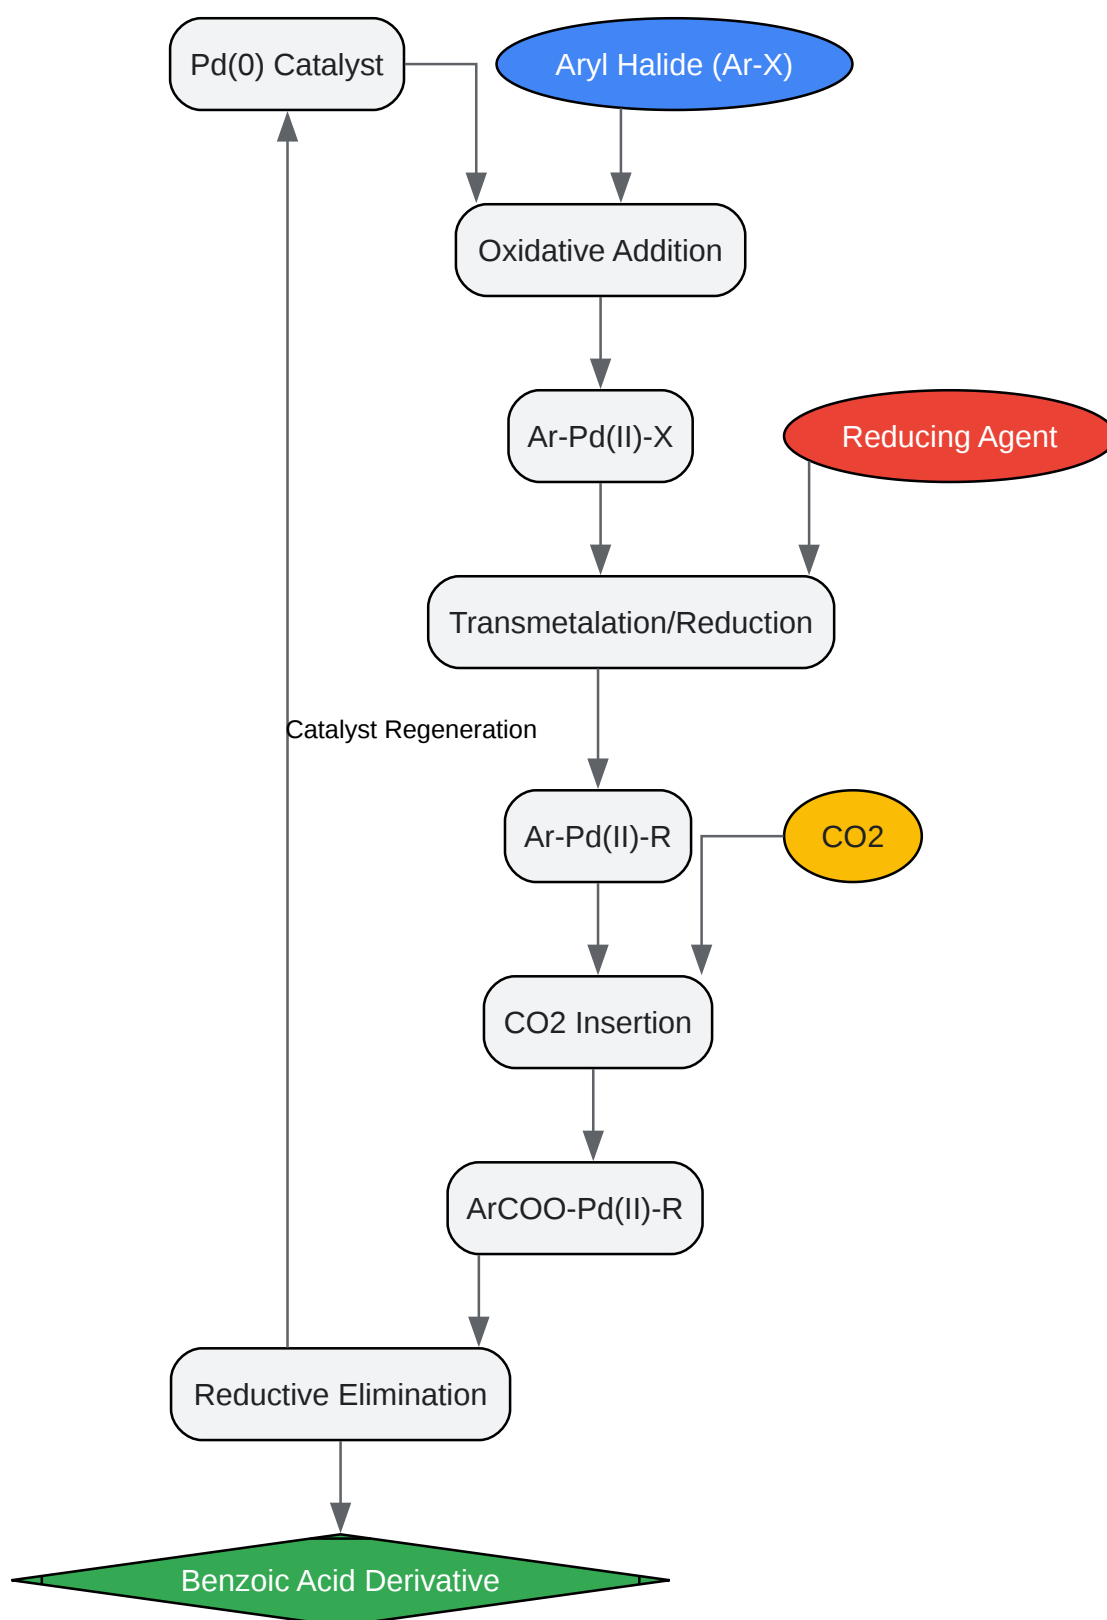 Pd(0) Catalyst
Aryl Halide (Ar-X)
Oxidative Addition
Ar-Pd(II)-X
Reducing Agent
Transmetalation/Reduction
Catalyst Regeneration
Ar-Pd(II)-R
CO2
CO2 Insertion
ArCOO-Pd(II)-R
Reductive Elimination
Benzoic Acid Derivative